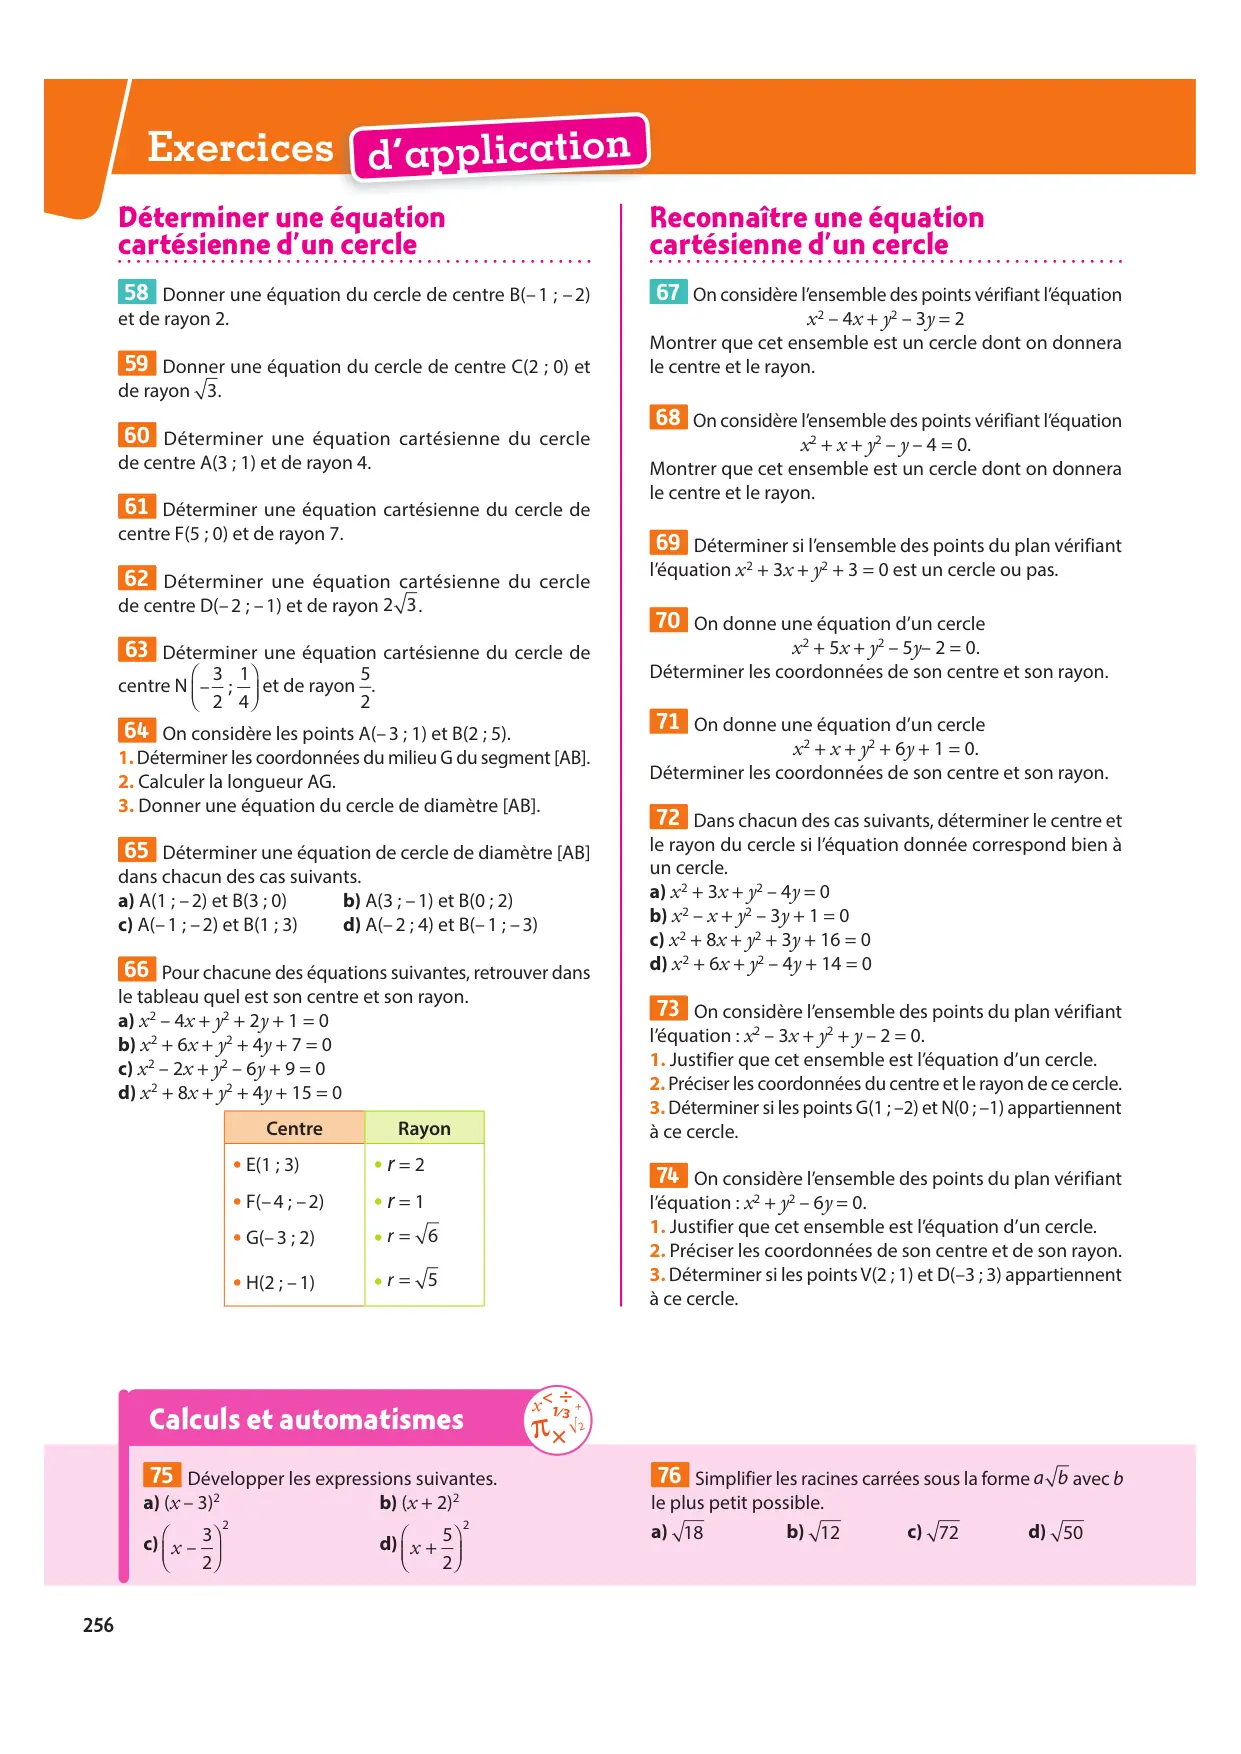 Exercices d'application
Déterminer une équation
cartésienne d'un cercle
58 Donner une équation du cercle de centre B(– 1 ; – 2)
et de rayon 2.
59 Donner une équation du cercle de centre C(2 ; 0) et
de rayon √3.
60 Déterminer une équation cartésienne du cercle
de centre A(3 ; 1) et de rayon 4.
61 Déterminer une équation cartésienne du cercle de
centre F(5 ; 0) et de rayon 7.
62 Déterminer une équation cartésienne du cercle
de centre D(– 2 ; – 1) et de rayon 2√3.
63 Déterminer une équation cartésienne du cercle de
centre N (– 3/2 ; 1/4) et de rayon 5/2.
64 On considère les points A(– 3 ; 1) et B(2 ; 5).
1. Déterminer les coordonnées du milieu G du segment [AB].
2. Calculer la longueur AG.
3. Donner une équation du cercle de diamètre [AB].
65 Déterminer une équation de cercle de diamètre [AB]
dans chacun des cas suivants.
a) A(1 ; – 2) et B(3 ; 0) b) A(3 ; – 1) et B(0 ; 2)
c) A(– 1 ; – 2) et B(1 ; 3) d) A(– 2 ; 4) et B(– 1 ; – 3)
66 Pour chacune des équations suivantes, retrouver dans
le tableau quel est son centre et son rayon.
a) x² – 4x + y² + 2y + 1 = 0
b) x² + 6x + y² + 4y + 7 = 0
c) x² – 2x + y² – 6y + 9 = 0
d) x² + 8x + y² + 4y + 15 = 0
Centre Rayon
• E(1 ; 3) • r = 2
• F(– 4 ; – 2) • r = 1
• G(– 3 ; 2) • r = √6
• H(2 ; – 1) • r = √5
Reconnaître une équation
cartésienne d'un cercle
67 On considère l'ensemble des points vérifiant l'équation
x² – 4x + y² – 3y = 2
Montrer que cet ensemble est un cercle dont on donnera
le centre et le rayon.
68 On considère l'ensemble des points vérifiant l'équation
x² + x + y² – y – 4 = 0.
Montrer que cet ensemble est un cercle dont on donnera
le centre et le rayon.
69 Déterminer si l'ensemble des points du plan vérifiant
l'équation x² + 3x + y² + 3 = 0 est un cercle ou pas.
70 On donne une équation d'un cercle
x² + 5x + y² – 5y– 2 = 0.
Déterminer les coordonnées de son centre et son rayon.
71 On donne une équation d'un cercle
x² + x + y² + 6y + 1 = 0.
Déterminer les coordonnées de son centre et son rayon.
72 Dans chacun des cas suivants, déterminer le centre et
le rayon du cercle si l'équation donnée correspond bien à
un cercle.
a) x² + 3x + y² – 4y = 0
b) x² – x + y² – 3y + 1 = 0
c) x² + 8x + y² + 3y + 16 = 0
d) x² + 6x + y² – 4y + 14 = 0
73 On considère l'ensemble des points du plan vérifiant
l'équation : x² – 3x + y² + y – 2 = 0.
1. Justifier que cet ensemble est l'équation d'un cercle.
2. Préciser les coordonnées du centre et le rayon de ce cercle.
3. Déterminer si les points G(1 ; –2) et N(0 ; –1) appartiennent
à ce cercle.
74 On considère l'ensemble des points du plan vérifiant
l'équation : x² + y² – 6y = 0.
1. Justifier que cet ensemble est l'équation d'un cercle.
2. Préciser les coordonnées de son centre et de son rayon.
3. Déterminer si les points V(2 ; 1) et D(–3 ; 3) appartiennent
à ce cercle.
Calculs et automatismes
x < ÷ 1/3 + π × √2
75 Développer les expressions suivantes.
a) (x – 3)² b) (x + 2)²
c) (x – 3/2)² d) (x + 5/2)²
76 Simplifier les racines carrées sous la forme a√b avec b
le plus petit possible.
a) √18 b) √12 c) √72 d) √50
256